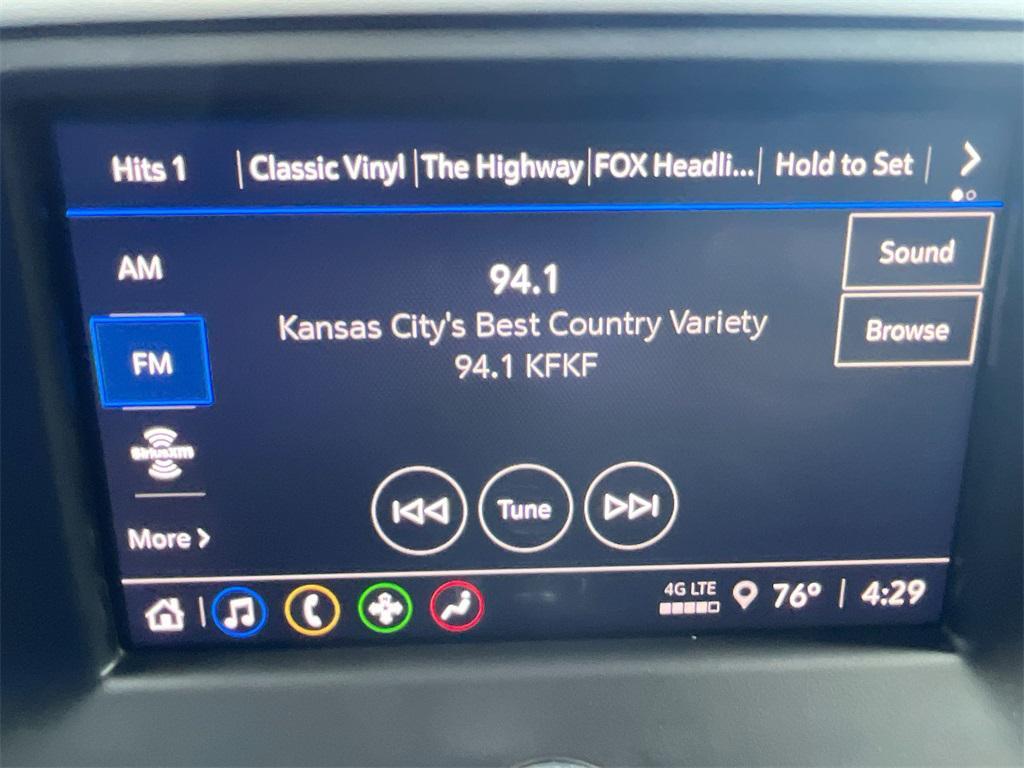 Hits 1 | Classic Vinyl | The Highway | FOX Headli... | Hold to Set |
AM
Sound
94.1
Kansas City's Best Country Variety
Browse
FM
94.1 KFKF
SiriusXM
Tune
More
4G LTE
76° | 4:29